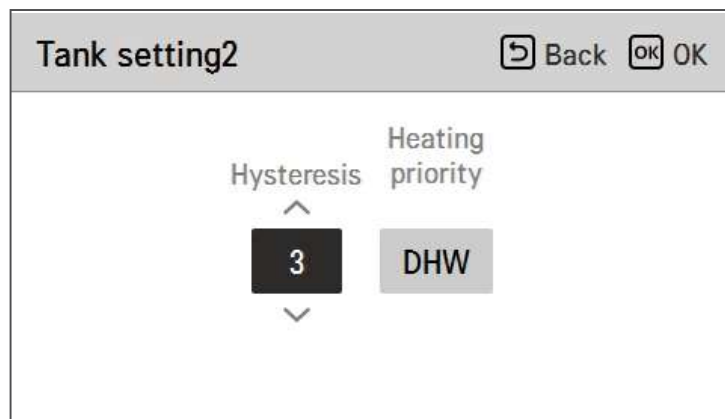 Tank setting2
Back OK OK
Heating
Hysteresis priority
3 DHW